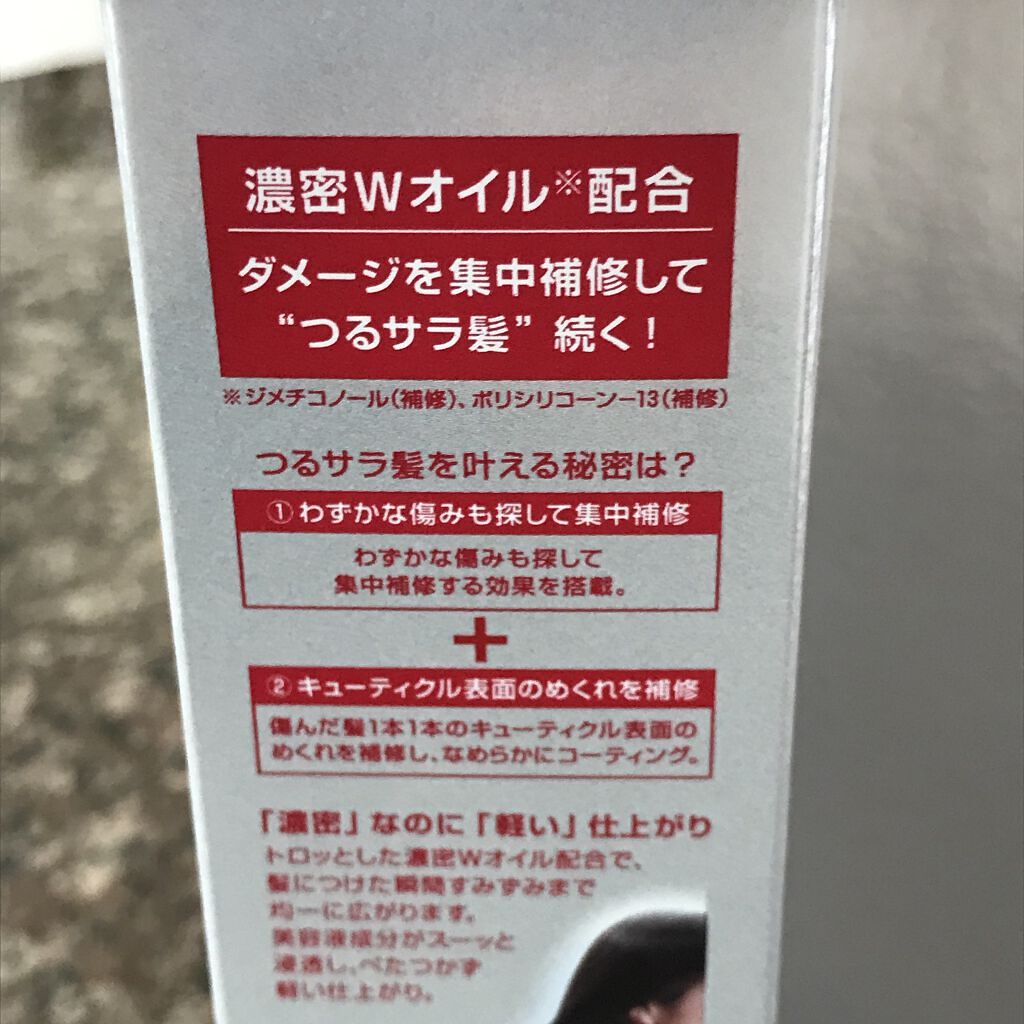 濃密Wオイル※配合
ダメージを集中補修して
“つるサラ髪”続く!
※ジメチコノール(補修)、ポリシリコーン-13(補修)
つるサラ髪を叶える秘密は?
①わずかな傷みも探して集中補修
わずかな傷みも探して
集中補修する効果を搭載。
+
②キューティクル表面のめくれを補修
傷んだ髪1本1本のキューティクル表面の
めくれを補修し、なめらかにコーティング。
「濃密」なのに「軽い」仕上がり
トロッとした濃密Wオイル配合で、
髪につけた瞬間すみずみまで
均一に広がります。
美容液成分がスーッと
浸透し、べたつかず
軽い仕上がり。